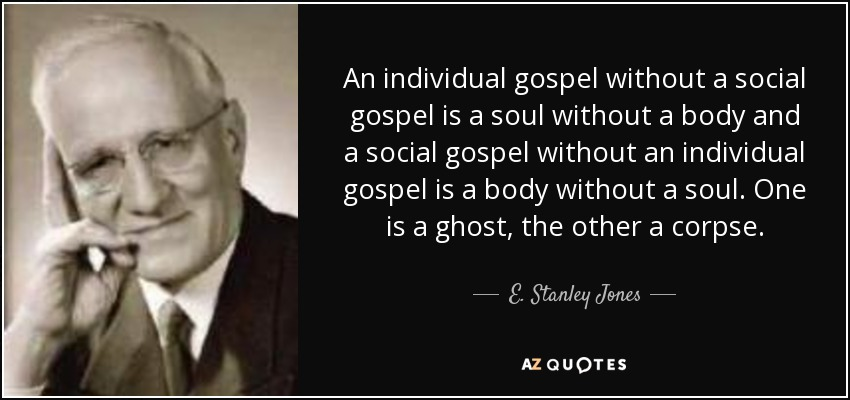 An individual gospel without a social
gospel is a soul without a body and
a social gospel without an individual
gospel is a body without a soul. One
is a ghost, the other a corpse.
E. Stanley Jones
AZ QUOTES